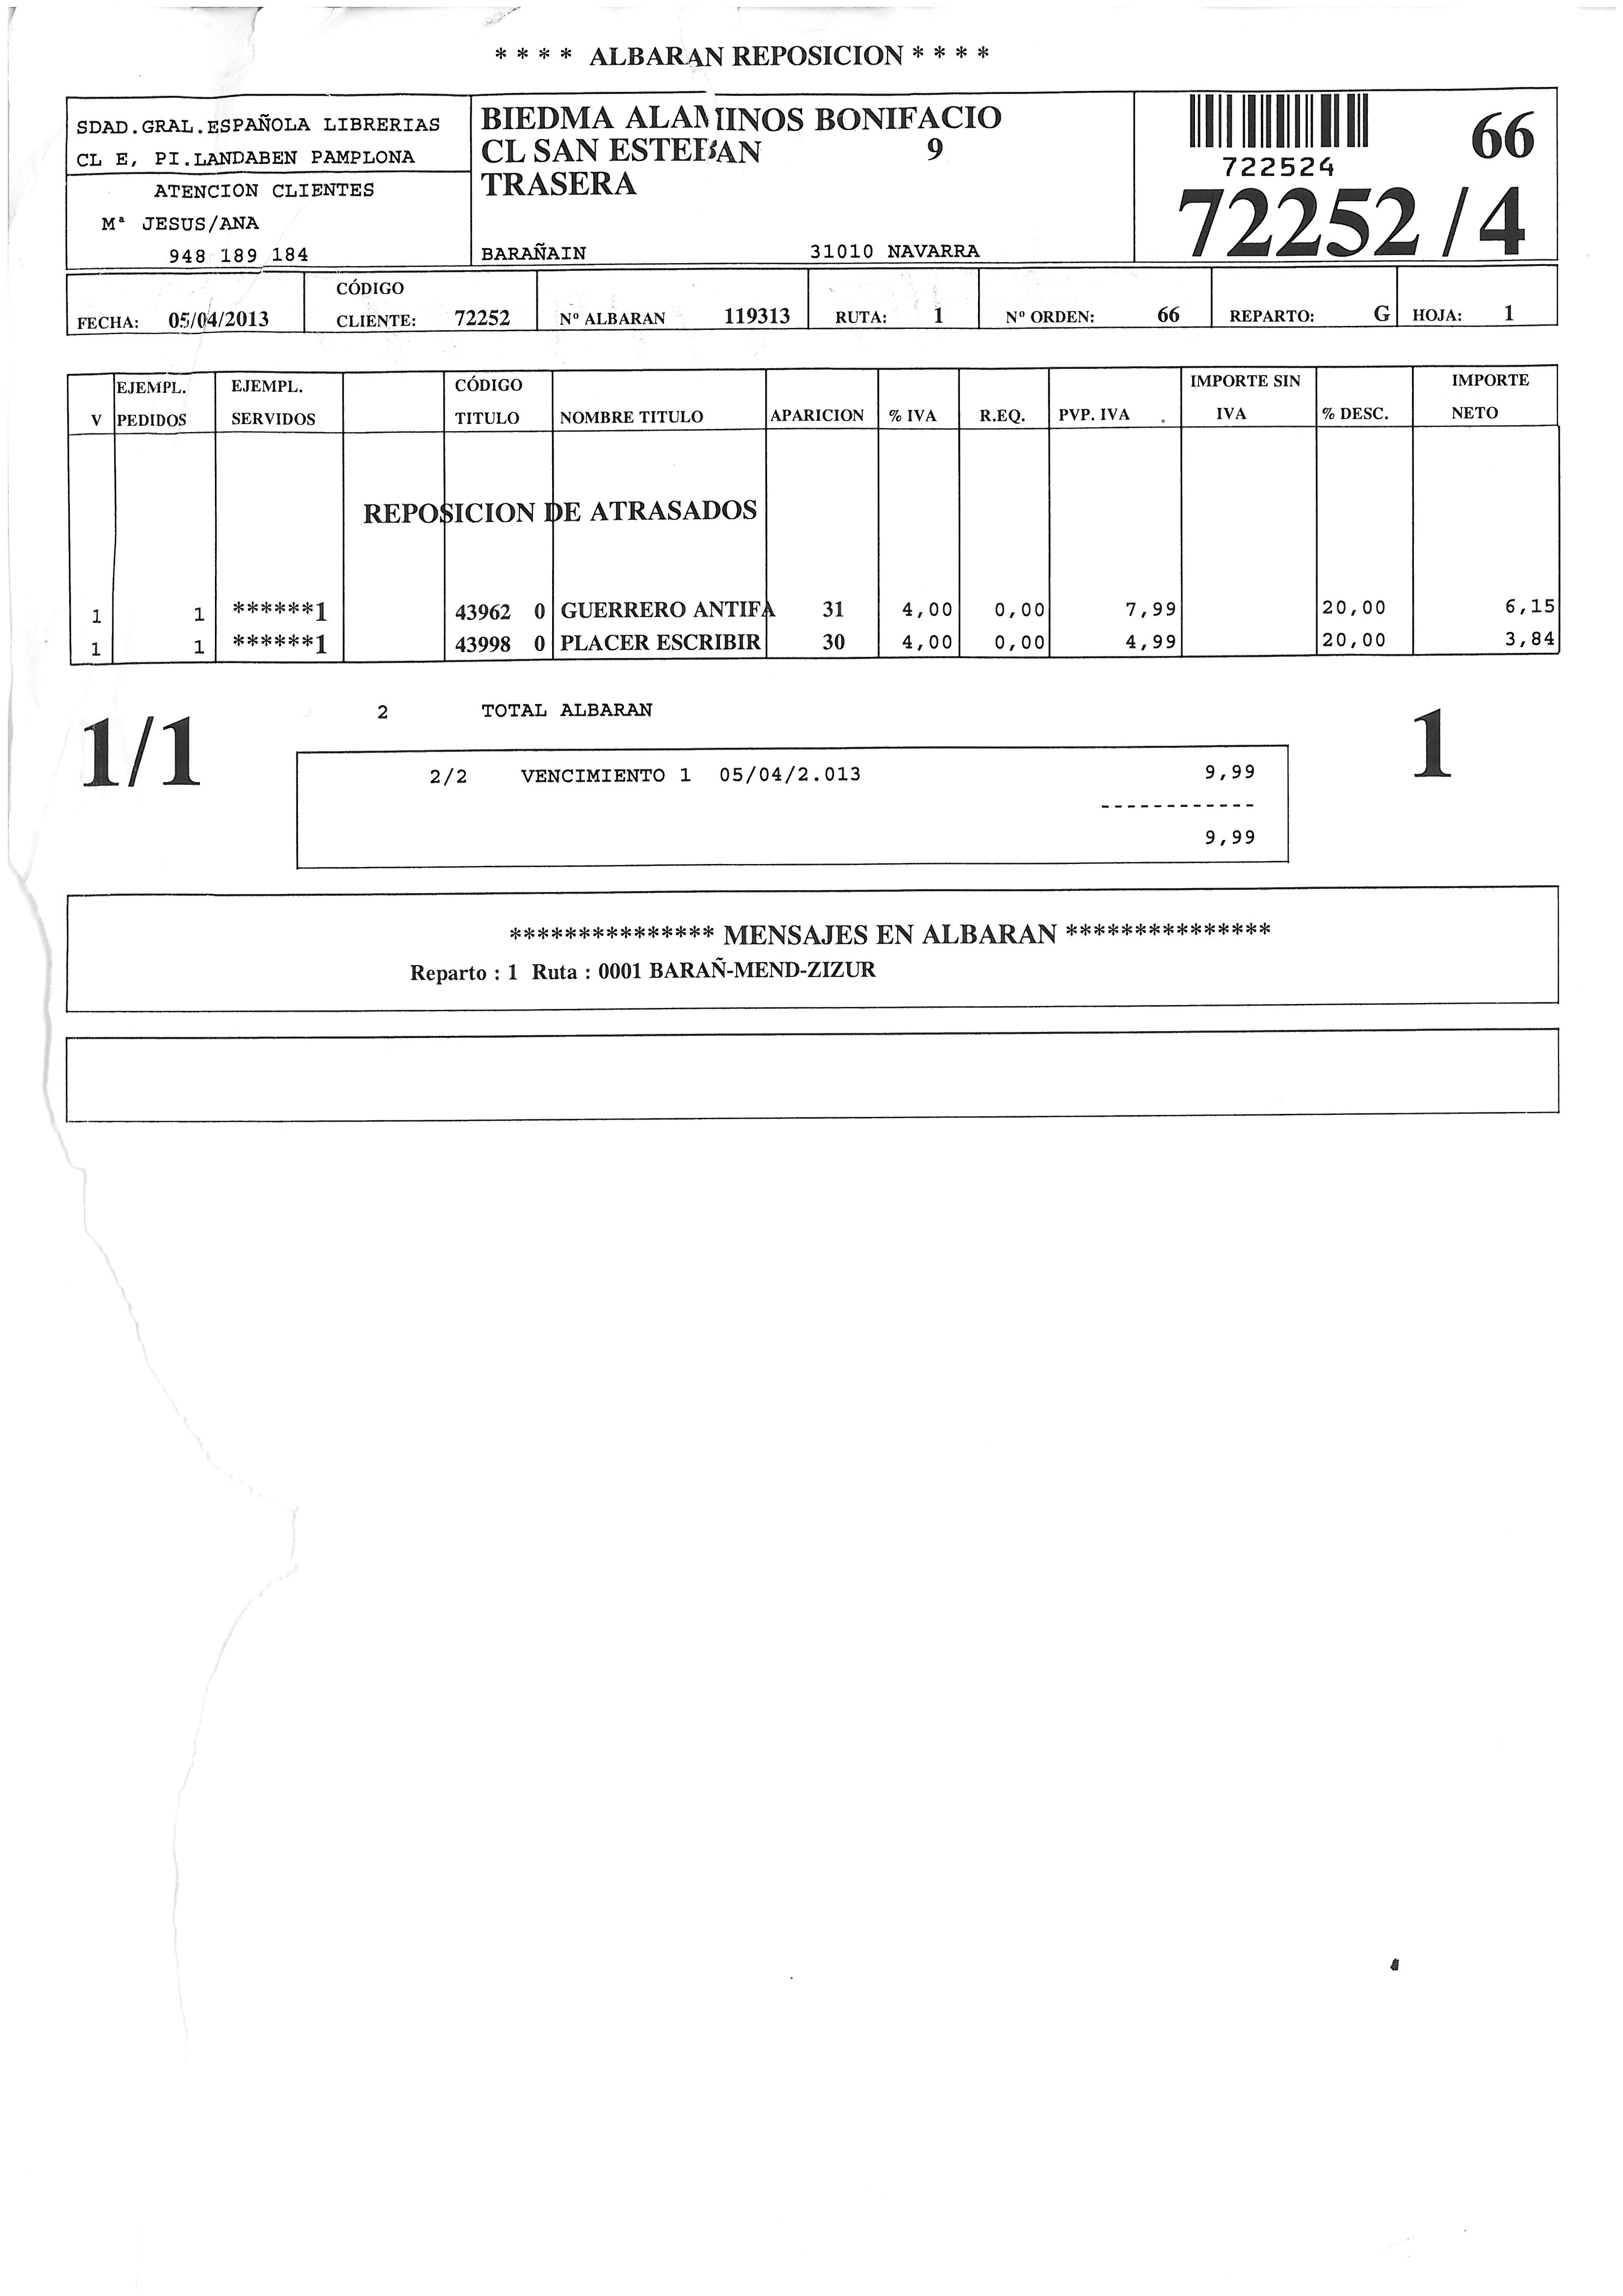 * * * * ALBARAN REPOSICION * * * *
SDAD.GRAL.ESPAÑOLA LIBRERIAS
CL E, PI.LANDABEN PAMPLONA
ATENCION CLIENTES
Mª JESUS/ANA
948 189 184
BIEDMA ALAMINOS BONIFACIO
CL SAN ESTEBAN 9
TRASERA
BARAÑAIN 31010 NAVARRA
722524
66
72252 / 4
FECHA: 05/04/2013 CÓDIGO CLIENTE: 72252 Nº ALBARAN 119313 RUTA: 1 Nº ORDEN: 66 REPARTO: G HOJA: 1
V EJEMPL. PEDIDOS EJEMPL. SERVIDOS CÓDIGO TITULO NOMBRE TITULO APARICION % IVA R.EQ. PVP. IVA IMPORTE SIN IVA % DESC. IMPORTE NETO
REPOSICION DE ATRASADOS
1 1 ******1 43962 0 GUERRERO ANTIFA 31 4,00 0,00 7,99 20,00 6,15
1 1 ******1 43998 0 PLACER ESCRIBIR 30 4,00 0,00 4,99 20,00 3,84
2 TOTAL ALBARAN
1/1
2/2 VENCIMIENTO 1 05/04/2.013 9,99
------------
9,99
1
*************** MENSAJES EN ALBARAN ***************
Reparto : 1 Ruta : 0001 BARAÑ-MEND-ZIZUR